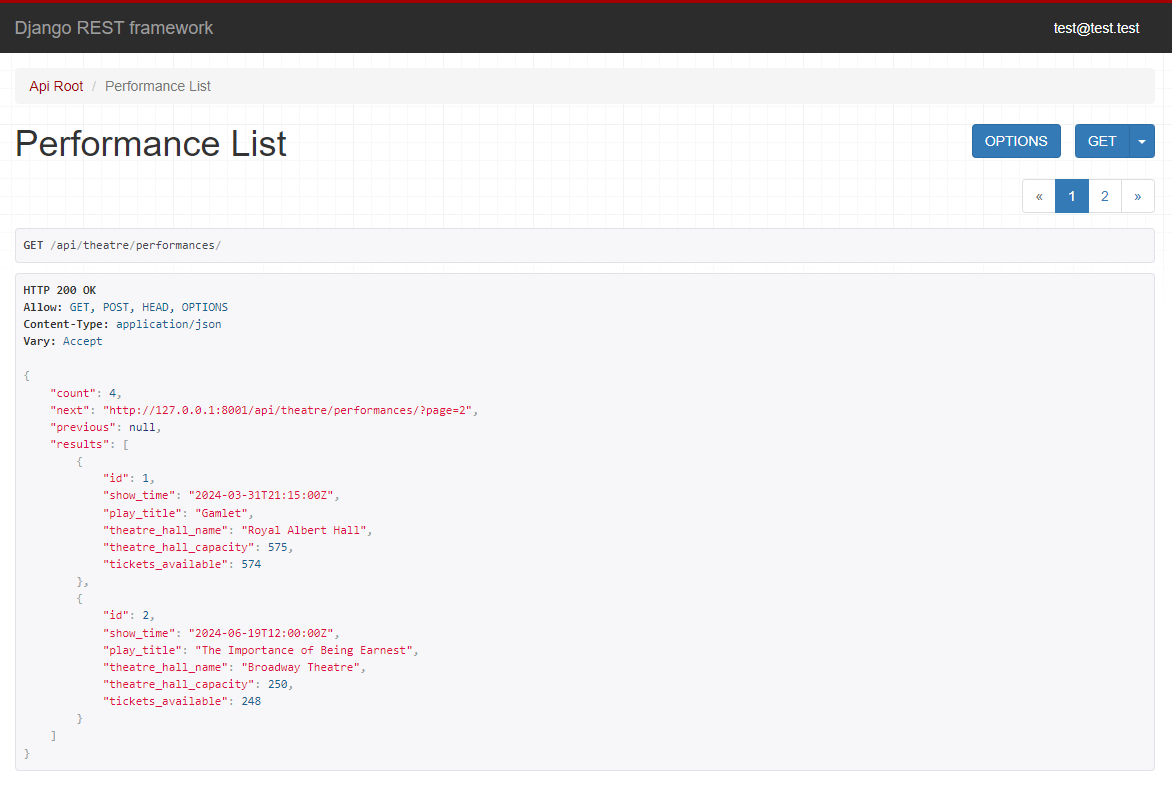 Django REST framework
test@test.test
Api Root / Performance List
Performance List
OPTIONS
GET
« 1 2 »
GET /api/theatre/performances/
HTTP 200 OK
Allow: GET, POST, HEAD, OPTIONS
Content-Type: application/json
Vary: Accept
{
    "count": 4,
    "next": "http://127.0.0.1:8001/api/theatre/performances/?page=2",
    "previous": null,
    "results": [
        {
            "id": 1,
            "show_time": "2024-03-31T21:15:00Z",
            "play_title": "Gamlet",
            "theatre_hall_name": "Royal Albert Hall",
            "theatre_hall_capacity": 575,
            "tickets_available": 574
        },
        {
            "id": 2,
            "show_time": "2024-06-19T12:00:00Z",
            "play_title": "The Importance of Being Earnest",
            "theatre_hall_name": "Broadway Theatre",
            "theatre_hall_capacity": 250,
            "tickets_available": 248
        }
    ]
}